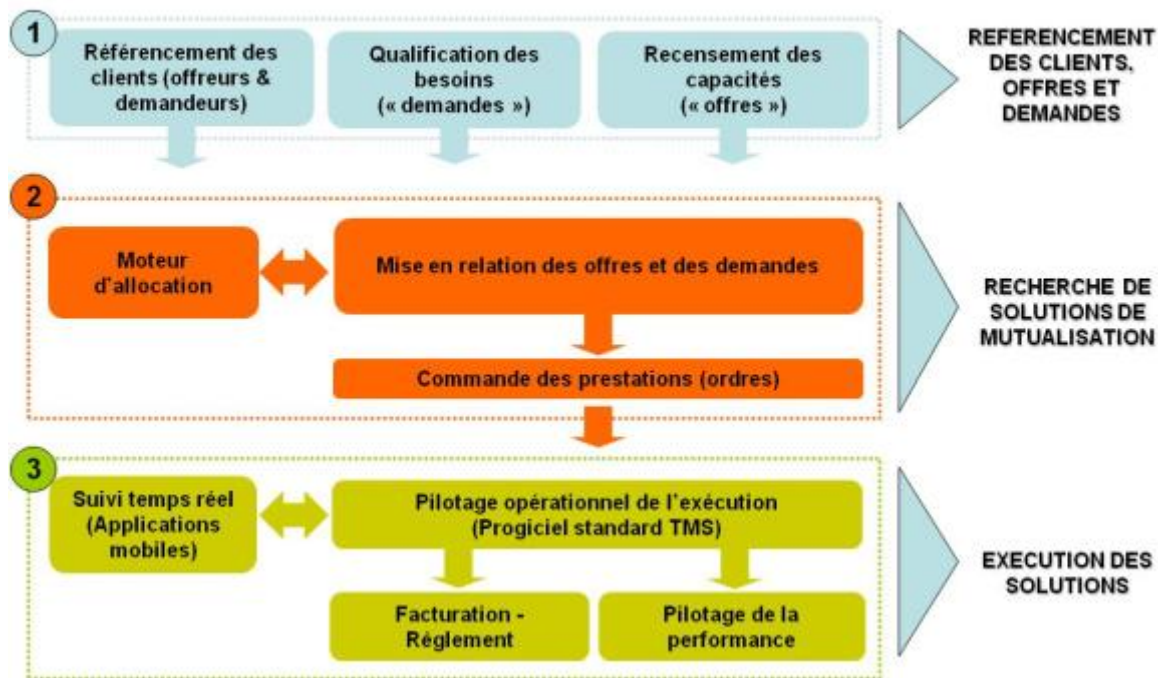 1
Référencement des
clients (offreurs &
demandeurs)
Qualification des
besoins
(« demandes »)
Recensement des
capacités
(« offres »)
REFERENCEMENT
DES CLIENTS,
OFFRES ET
DEMANDES
2
Moteur
d'allocation
Mise en relation des offres et des demandes
Commande des prestations (ordres)
RECHERCHE DE
SOLUTIONS DE
MUTUALISATION
3
Suivi temps réel
(Applications
mobiles)
Pilotage opérationnel de l'exécution
(Progiciel standard TMS)
Facturation -
Réglement
Pilotage de la
performance
EXECUTION DES
SOLUTIONS